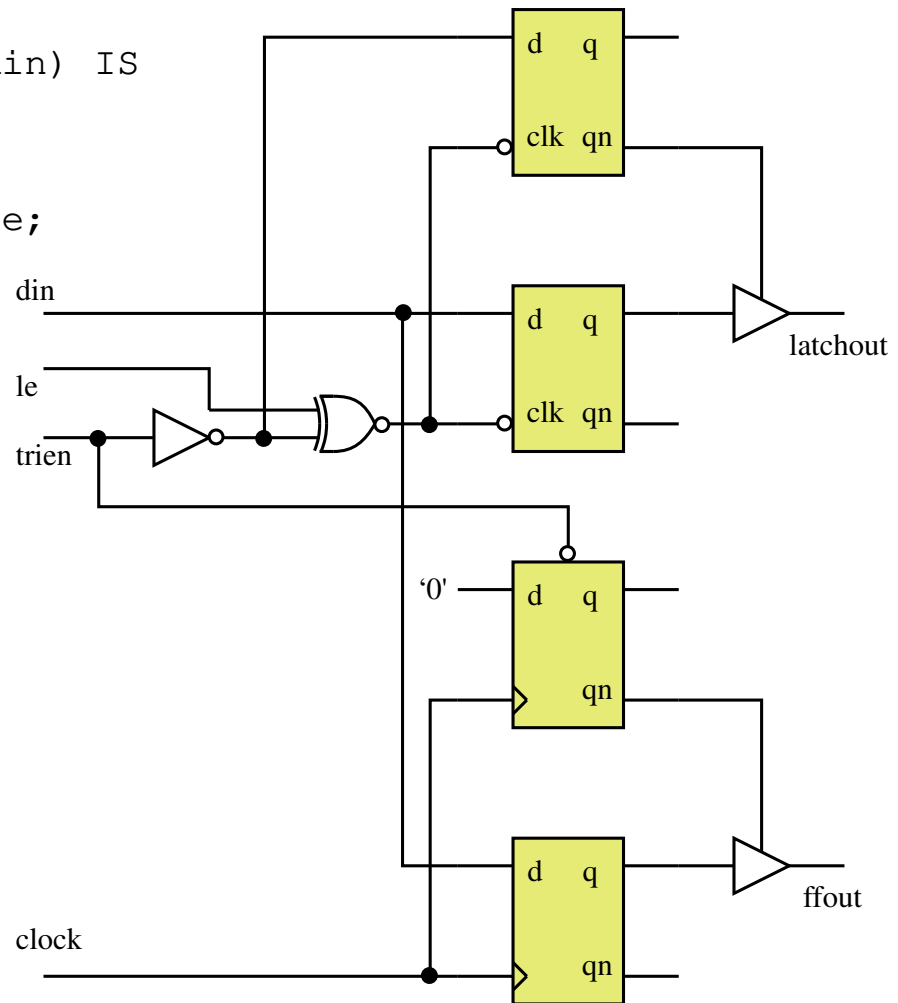 in) IS
d q
clk qn
e;
din
d q
latchout
le
clk qn
trien
‘0'
d q
qn
d q
ffout
clock
qn